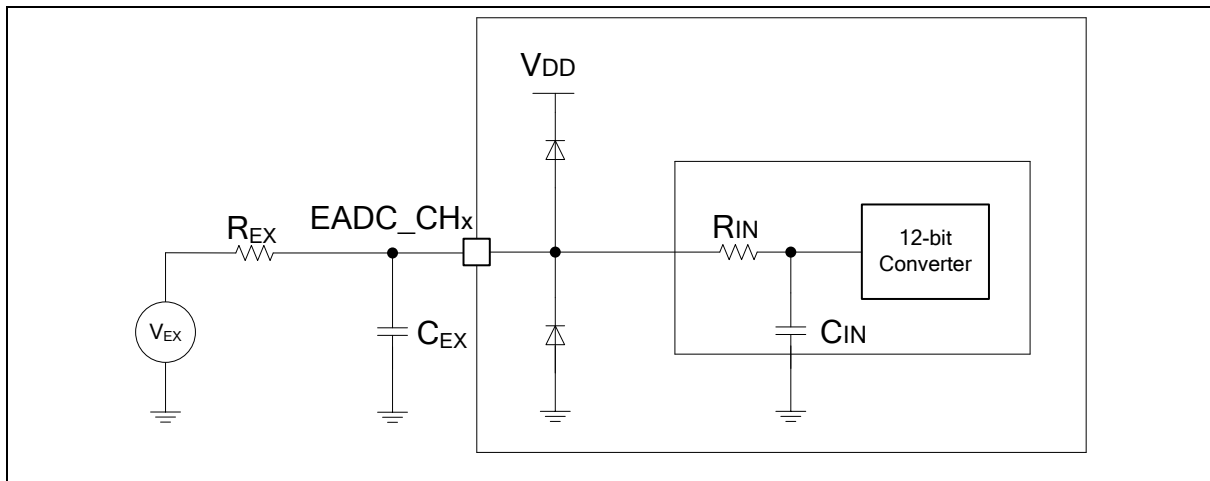 VDD
EADC_CHx
REX
RIN
12-bit
Converter
VEX
CEX
CIN